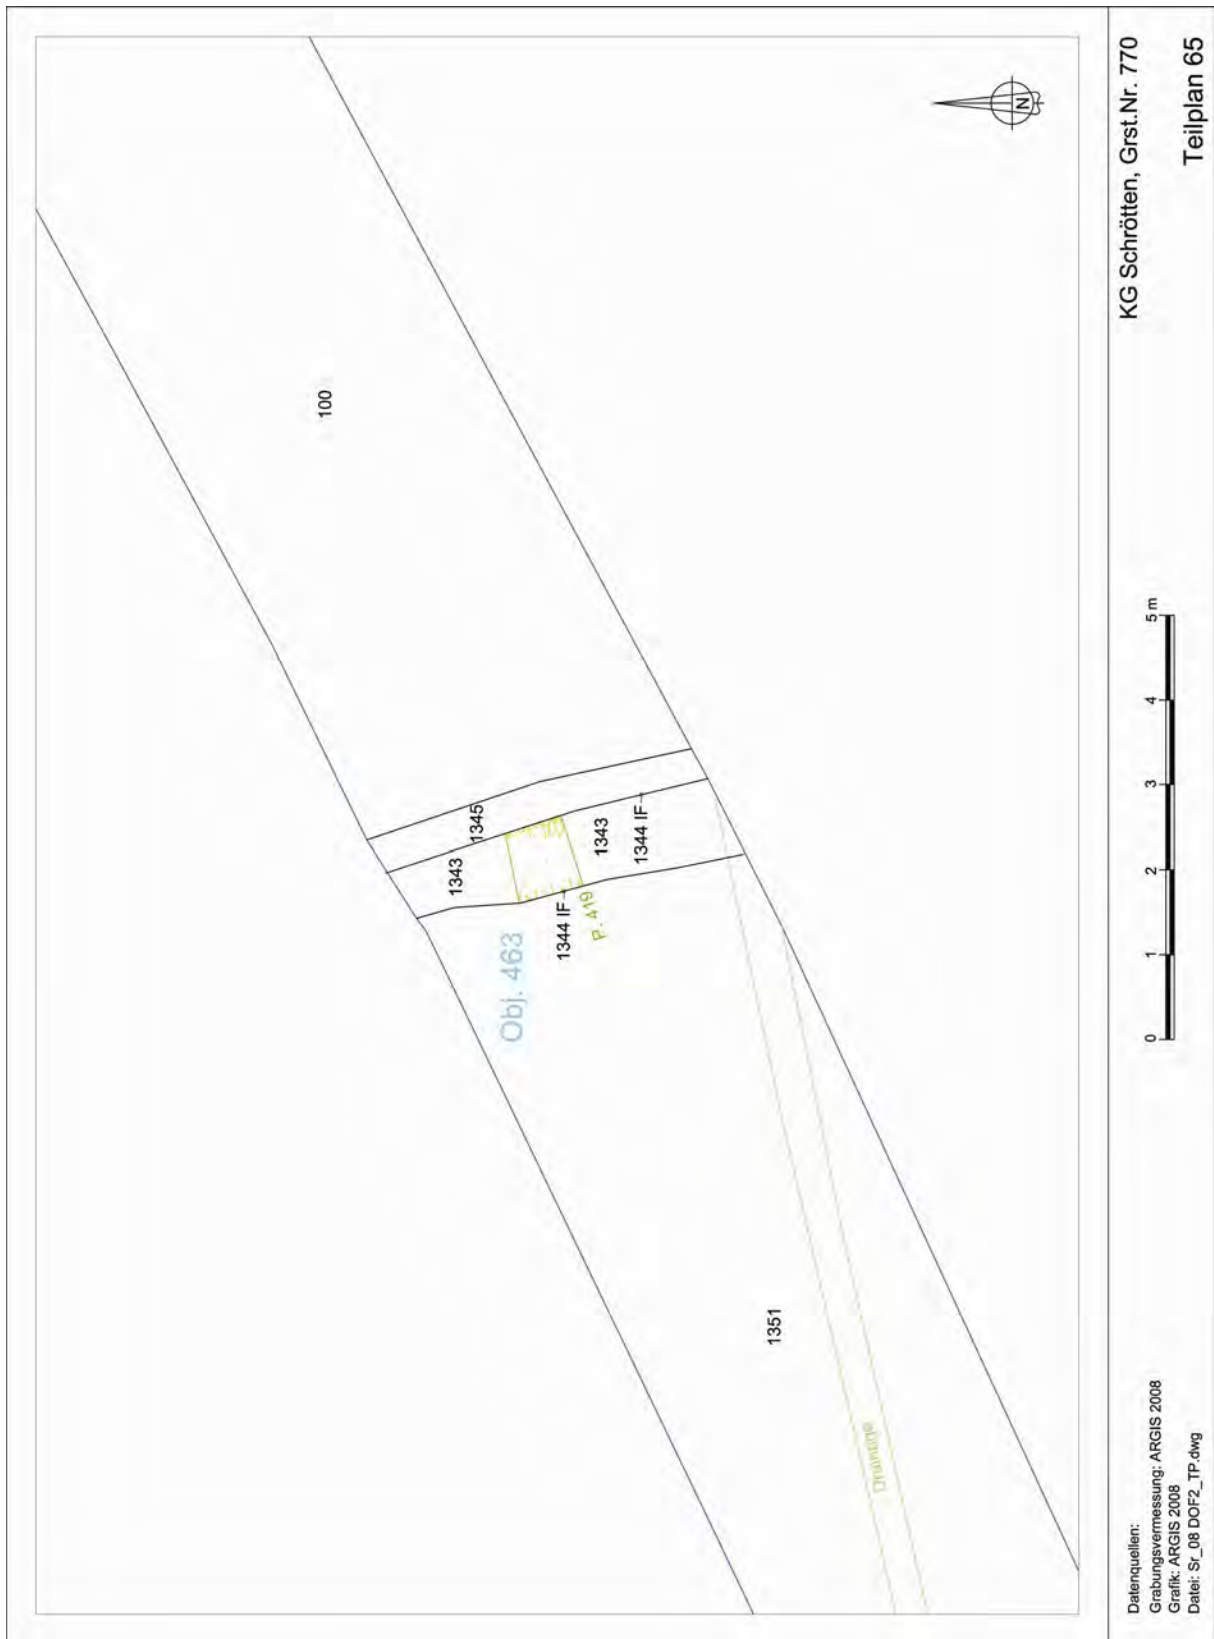 100
N
1345
1343
1343
1344 IF→
1344 IF→
P. 419
Obj. 463
1351
Drainage
KG Schrötten, Grst.Nr. 770
Teilplan 65
0 1 2 3 4 5 m
Datenquellen:
Grabungsvermessung: ARGIS 2008
Grafik: ARGIS 2008
Datei: Sr_08 DOF2_TP.dwg